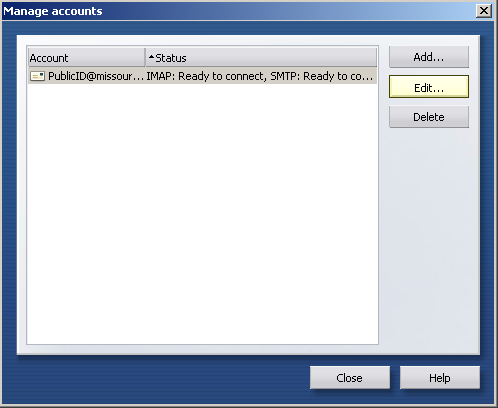 Manage accounts
Account Status
PublicID@missour... IMAP: Ready to connect, SMTP: Ready to co...
Add...
Edit...
Delete
Close Help